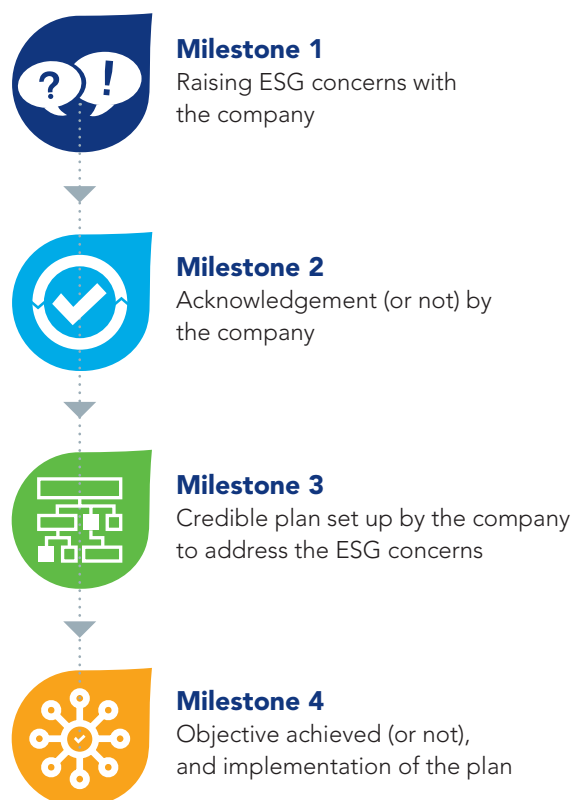 ? !
Milestone 1
Raising ESG concerns with
the company
Milestone 2
Acknowledgement (or not) by
the company
Milestone 3
Credible plan set up by the company
to address the ESG concerns
Milestone 4
Objective achieved (or not),
and implementation of the plan